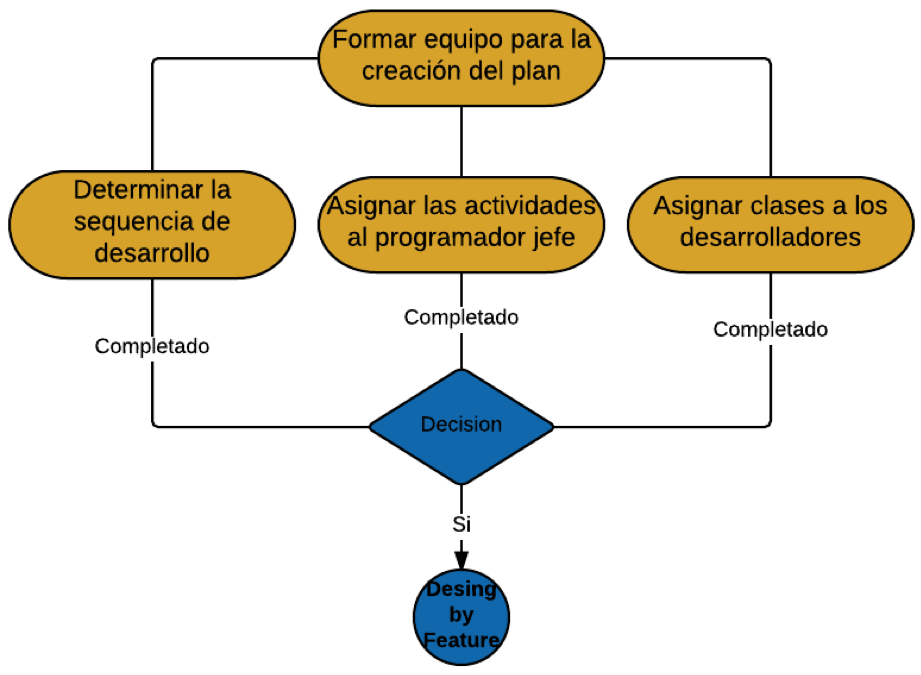 Formar equipo para la
creación del plan
Determinar la
sequencia de
desarrollo
Asignar las actividades
al programador jefe
Asignar clases a los
desarrolladores
Completado
Completado
Completado
Decision
Si
Desing
by
Feature